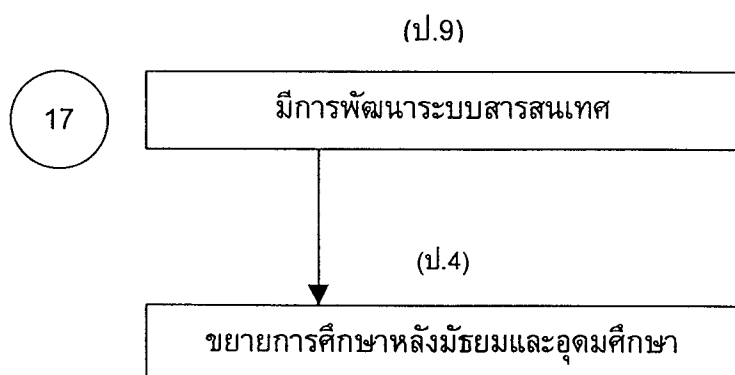 (ป.9)
17
มีการพัฒนาระบบสารสนเทศ
(ป.4)
ขยายการศึกษาหลังมัธยมและอุดมศึกษา